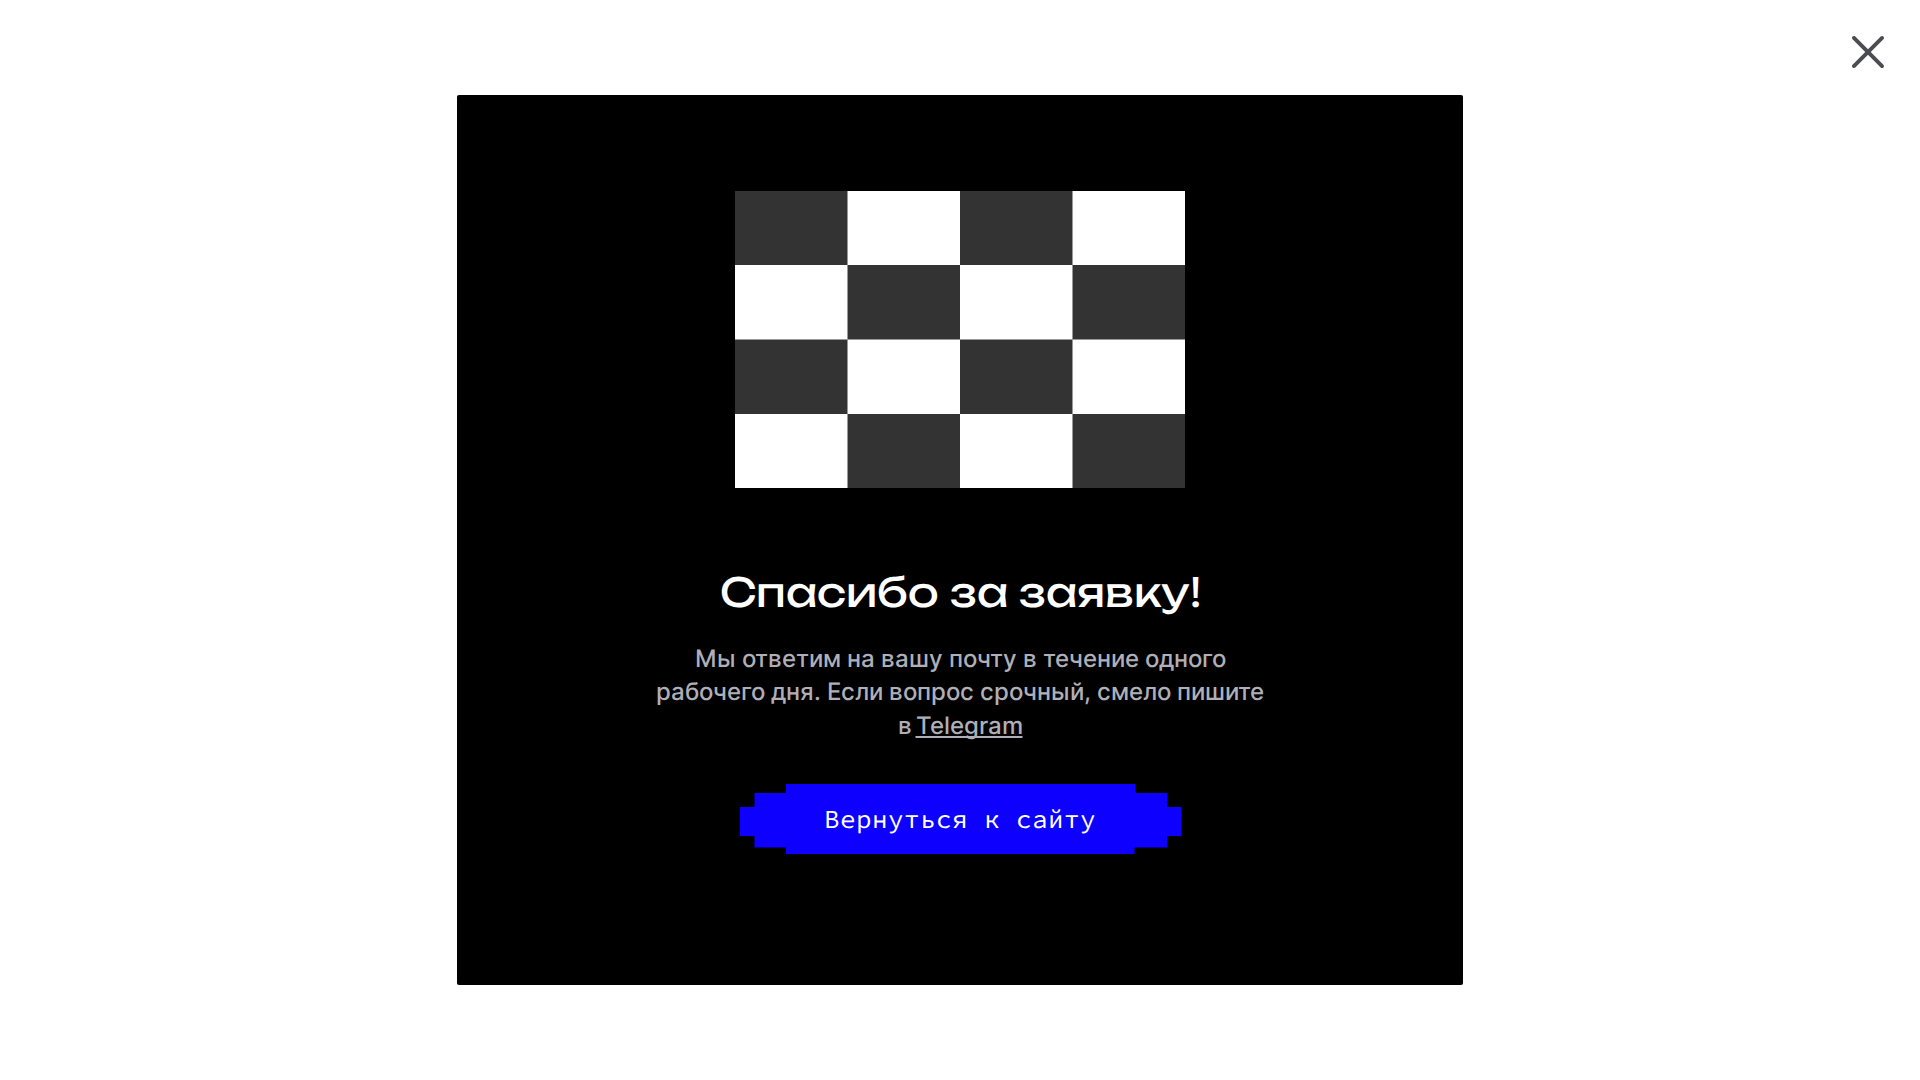 Спасибо за заявку!
Мы ответим на вашу почту в течение одного
рабочего дня. Если вопрос срочный, смело пишите
в Telegram
Вернуться к сайту